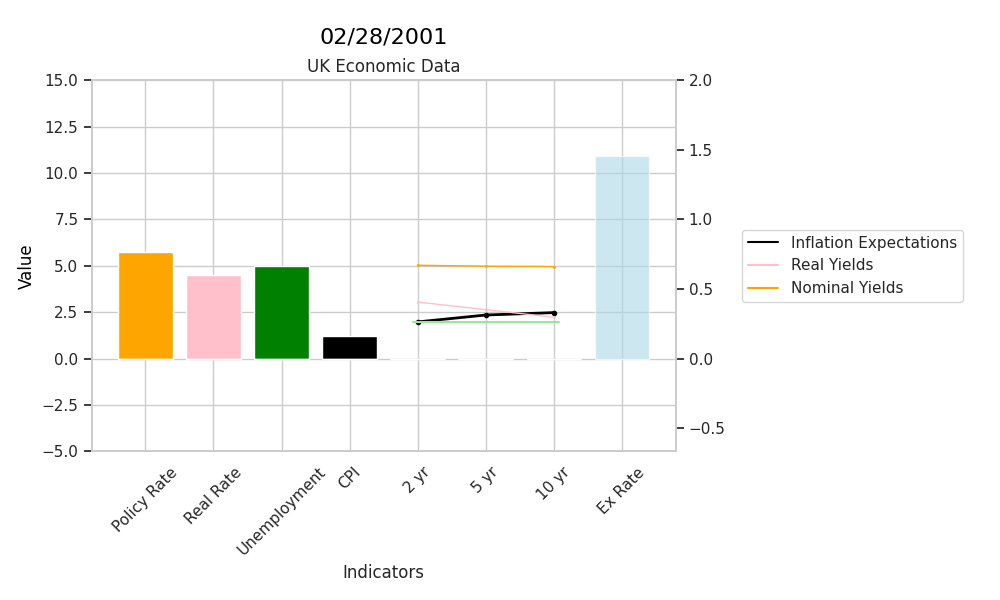 02/28/2001
UK Economic Data
15.0
12.5
10.0
7.5
5.0
2.5
0.0
−2.5
−5.0
Value
2.0
1.5
1.0
0.5
0.0
−0.5
Inflation Expectations
Real Yields
Nominal Yields
Policy Rate
Real Rate
Unemployment
CPI
2 yr
5 yr
10 yr
Ex Rate
Indicators